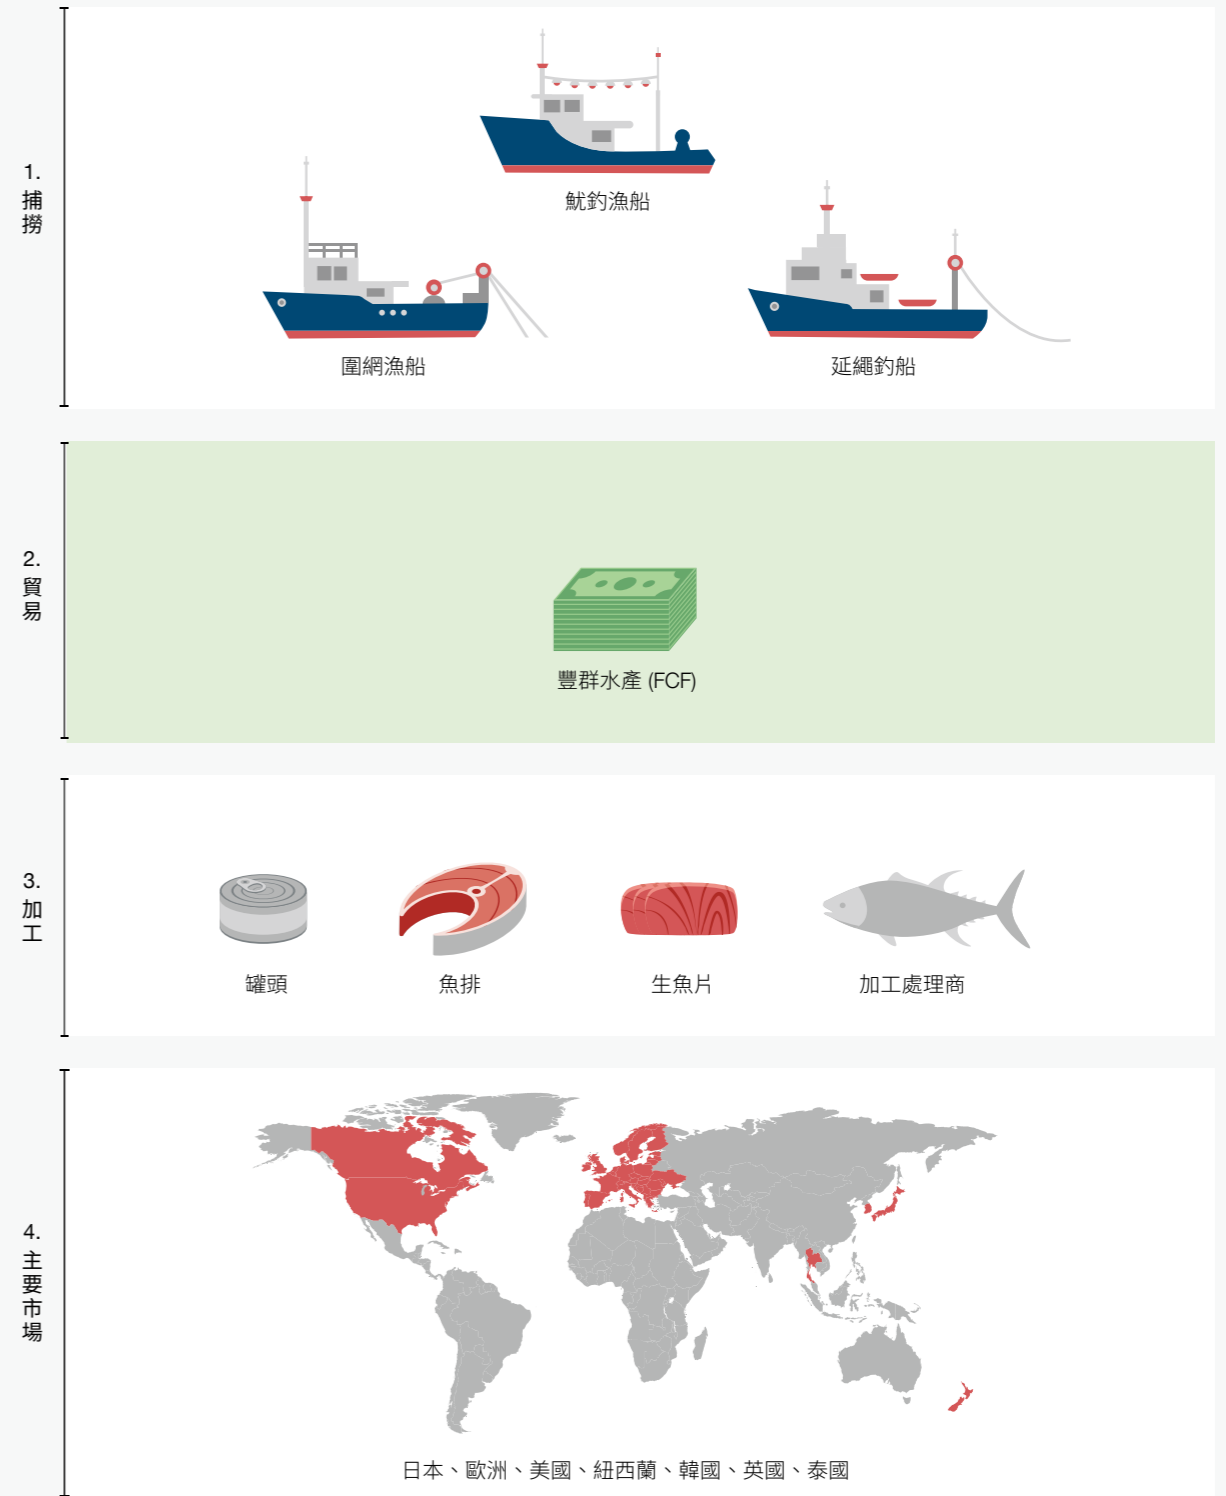 1.
捕撈
魷釣漁船
圍網漁船
延繩釣船
2.
貿易
豐群水產 (FCF)
3.
加工
罐頭
魚排
生魚片
加工處理商
4.
主要市場
日本、歐洲、美國、紐西蘭、韓國、英國、泰國